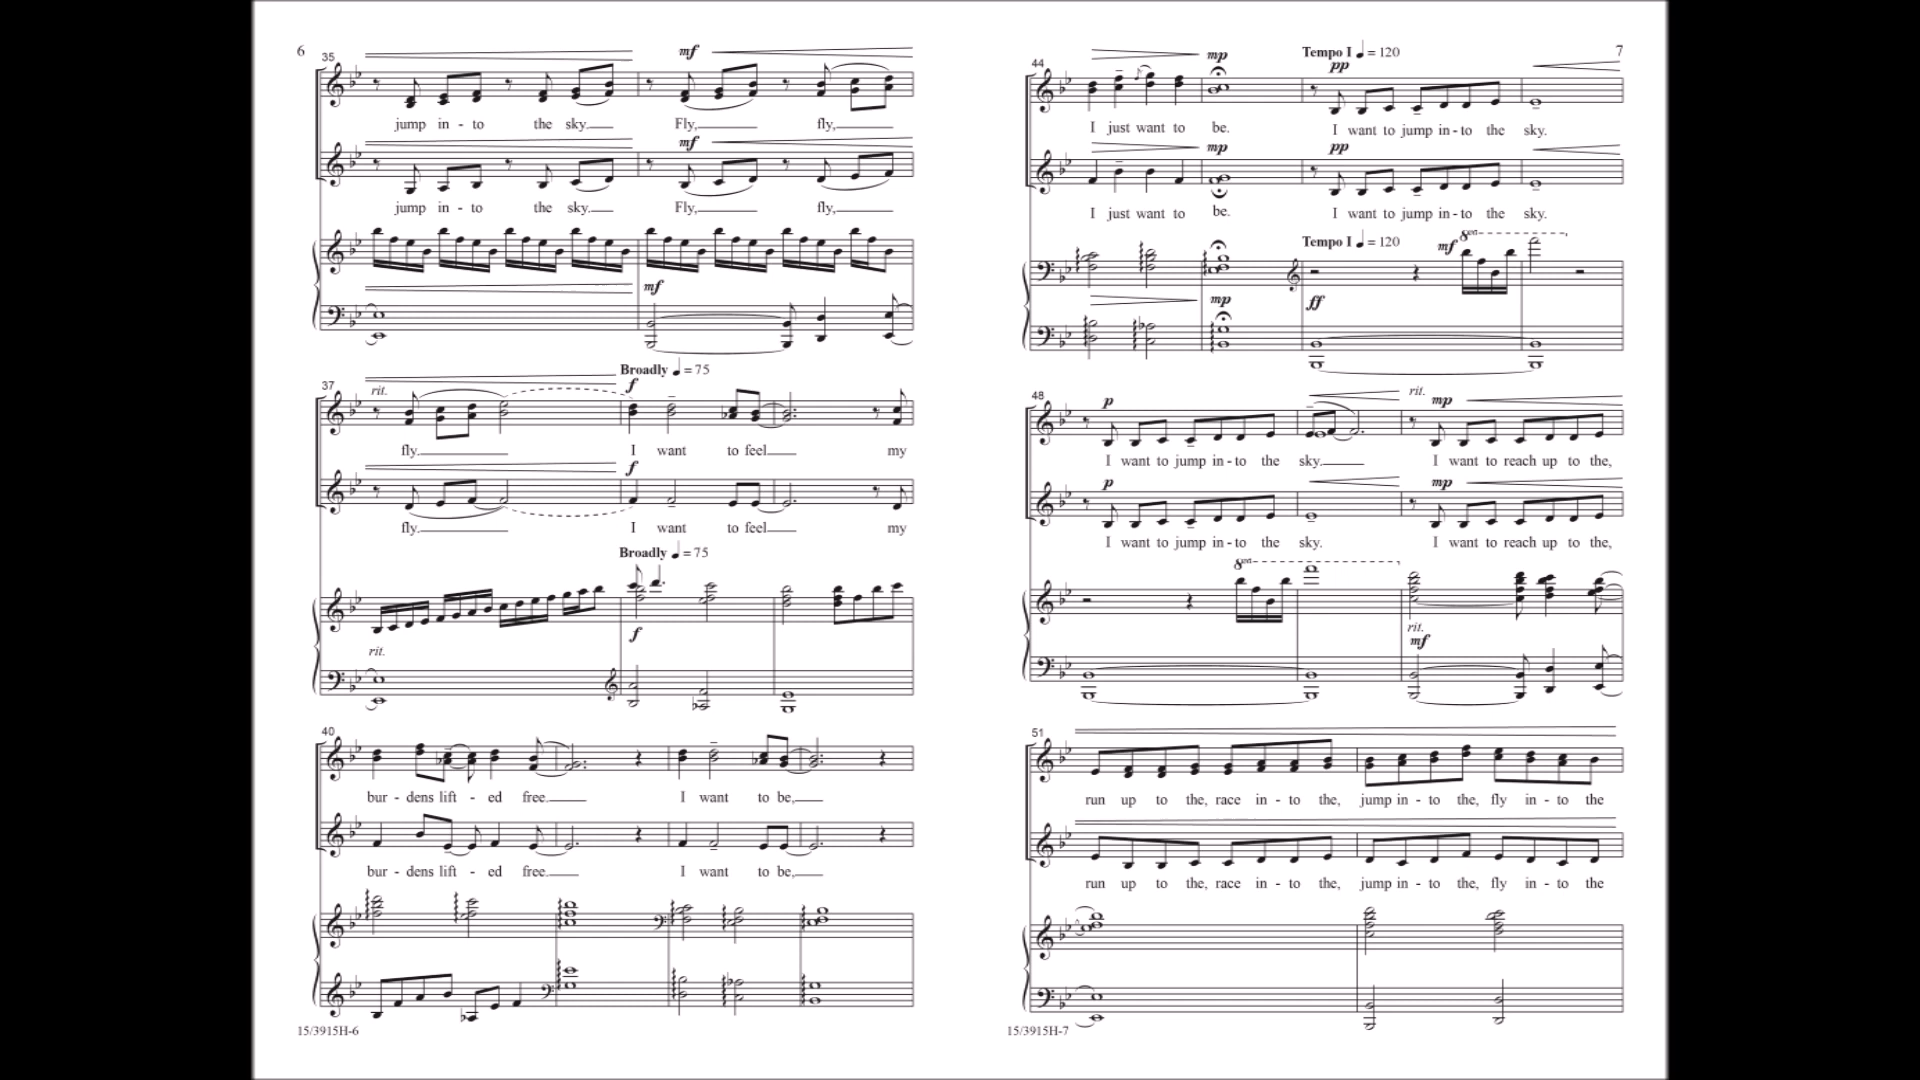 6
35
mf
jump in - to the sky. Fly, fly,
mf
jump in - to the sky. Fly, fly,
mf
37
rit.
Broadly ♩ = 75
f
fly. I want to feel my
f
fly. I want to feel my
Broadly ♩ = 75
f
rit.
40
bur - dens lift - ed free. I want to be,
bur - dens lift - ed free. I want to be,
15/3915H-6
7
44
mp
Tempo I ♩ = 120
pp
I just want to be. I want to jump in - to the sky.
mp pp
I just want to be. I want to jump in - to the sky.
Tempo I ♩ = 120
mf 8va
mp ff
48
p rit. mp
I want to jump in - to the sky. I want to reach up to the,
p mp
I want to jump in - to the sky. I want to reach up to the,
8va
rit.
mf
51
run up to the, race in - to the, jump in - to the, fly in - to the
run up to the, race in - to the, jump in - to the, fly in - to the
15/3915H-7